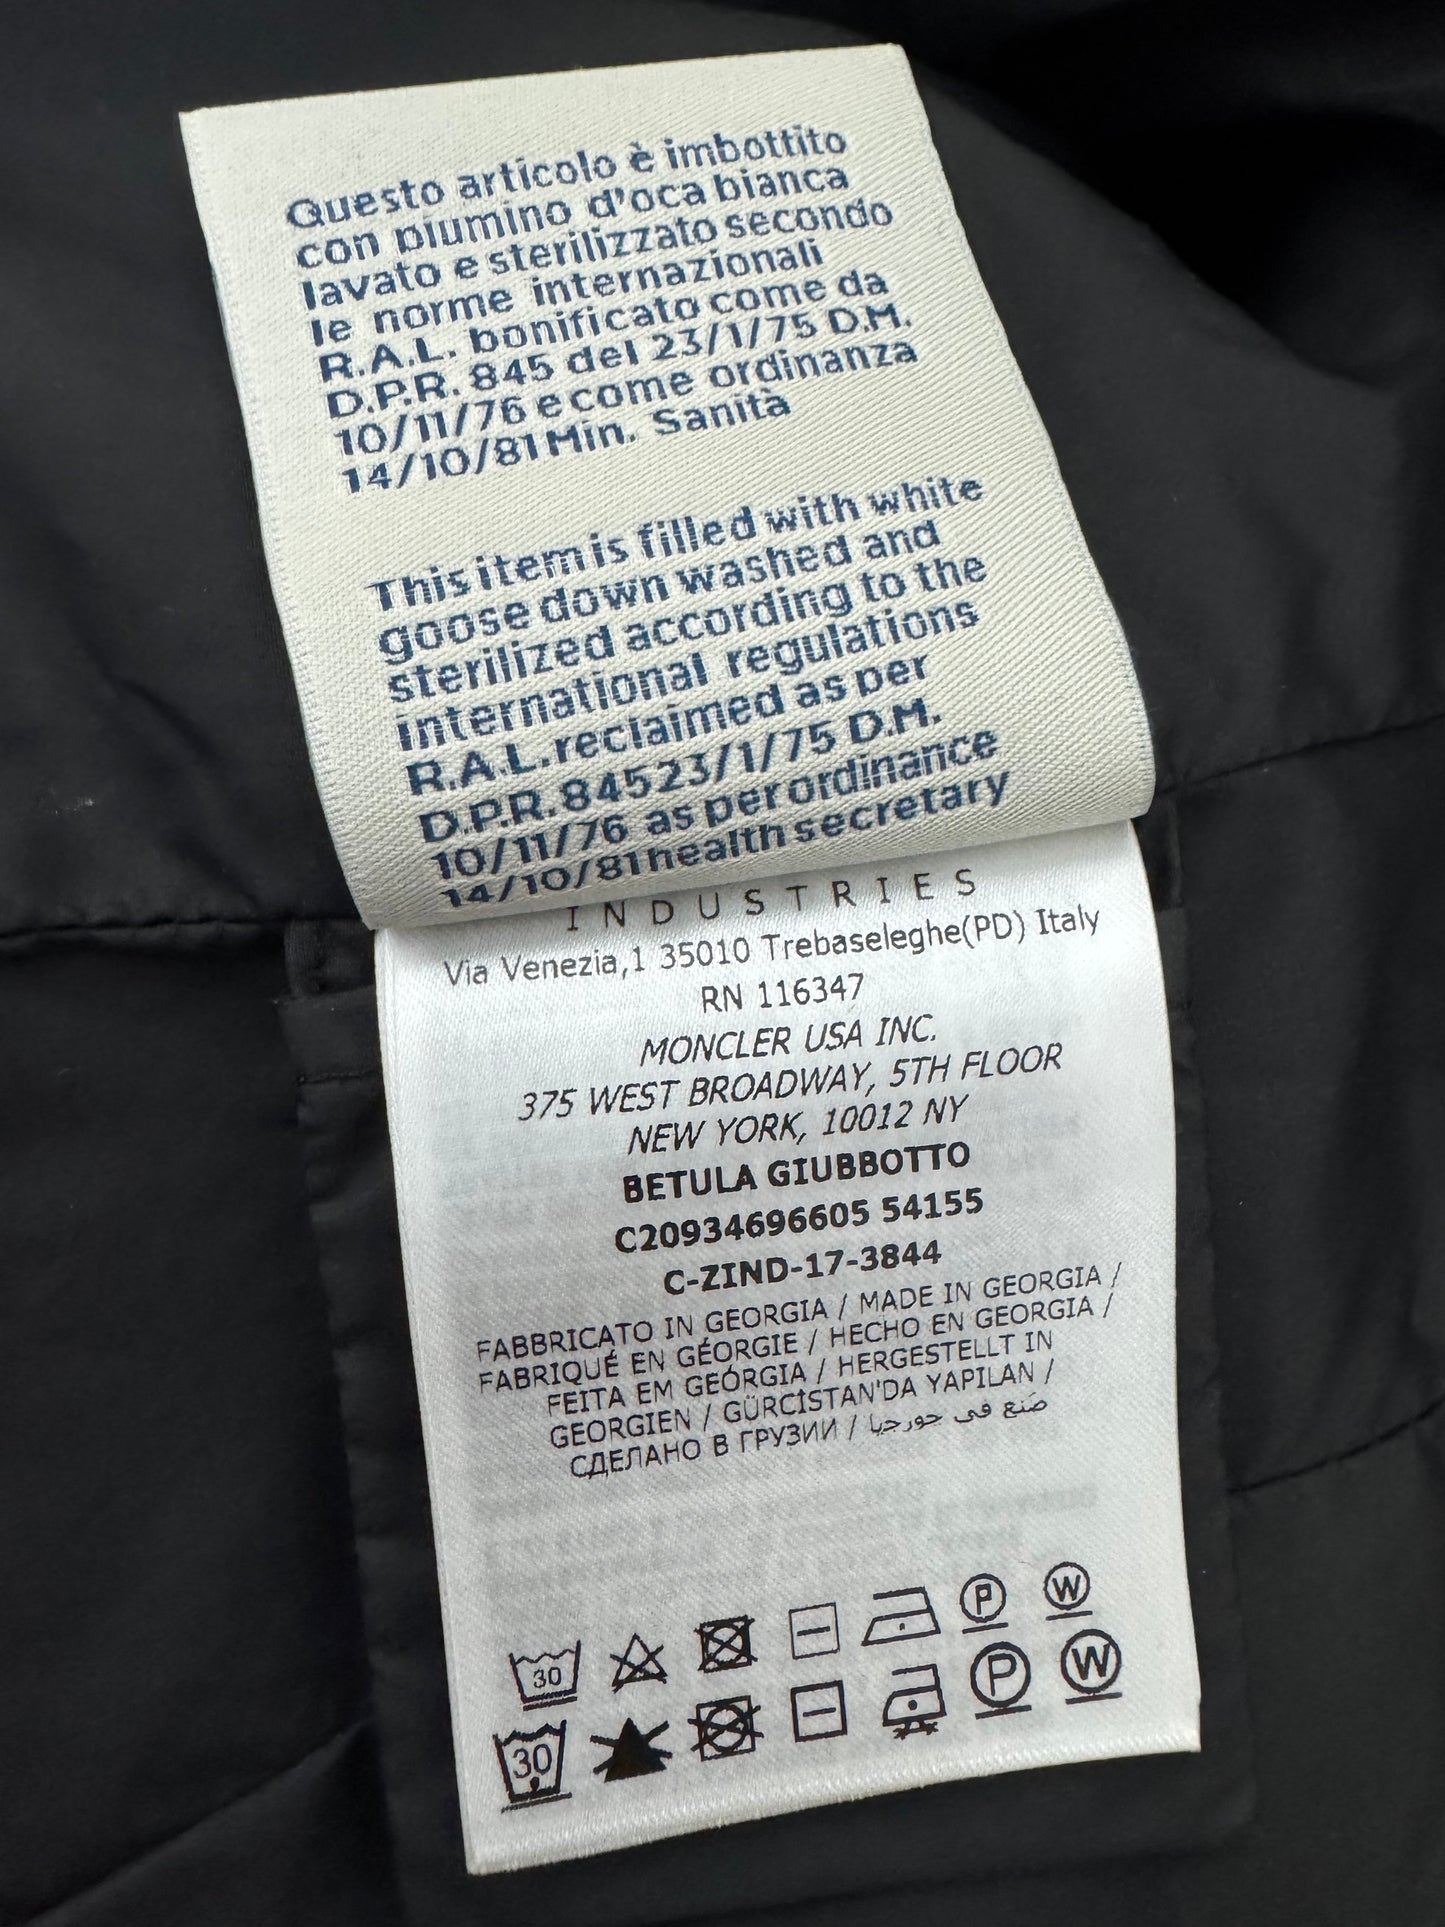 Questo articolo è imbottito
con piumino d'oca bianca
lavato e sterilizzato secondo
le norme internazionali
R.A.L. bonificato come da
D.P.R. 845 del 23/1/75 D.M.
10/11/76 e come ordinanza
14/10/81 Min. Sanità
This item is filled with white
goose down washed and
sterilized according to the
international regulations
R.A.L. reclaimed as per
D.P.R. 845 23/1/75 D.M.
10/11/76 as per ordinance
14/10/81 health secretary
INDUSTRIES
Via Venezia,1 35010 Trebaseleghe(PD) Italy
RN 116347
MONCLER USA INC.
375 WEST BROADWAY, 5TH FLOOR
NEW YORK, 10012 NY
BETULA GIUBBOTTO
C20934696605 54155
C-ZIND-17-3844
FABBRICATO IN GEORGIA / MADE IN GEORGIA /
FABRIQUÉ EN GÉORGIE / HECHO EN GEORGIA /
FEITA EM GEÓRGIA / HERGESTELLT IN
GEORGIEN / GÜRCİSTAN'DA YAPILAN /
СДЕЛАНО В ГРУЗИИ / صنع في جورجيا
30 P W
30 P W